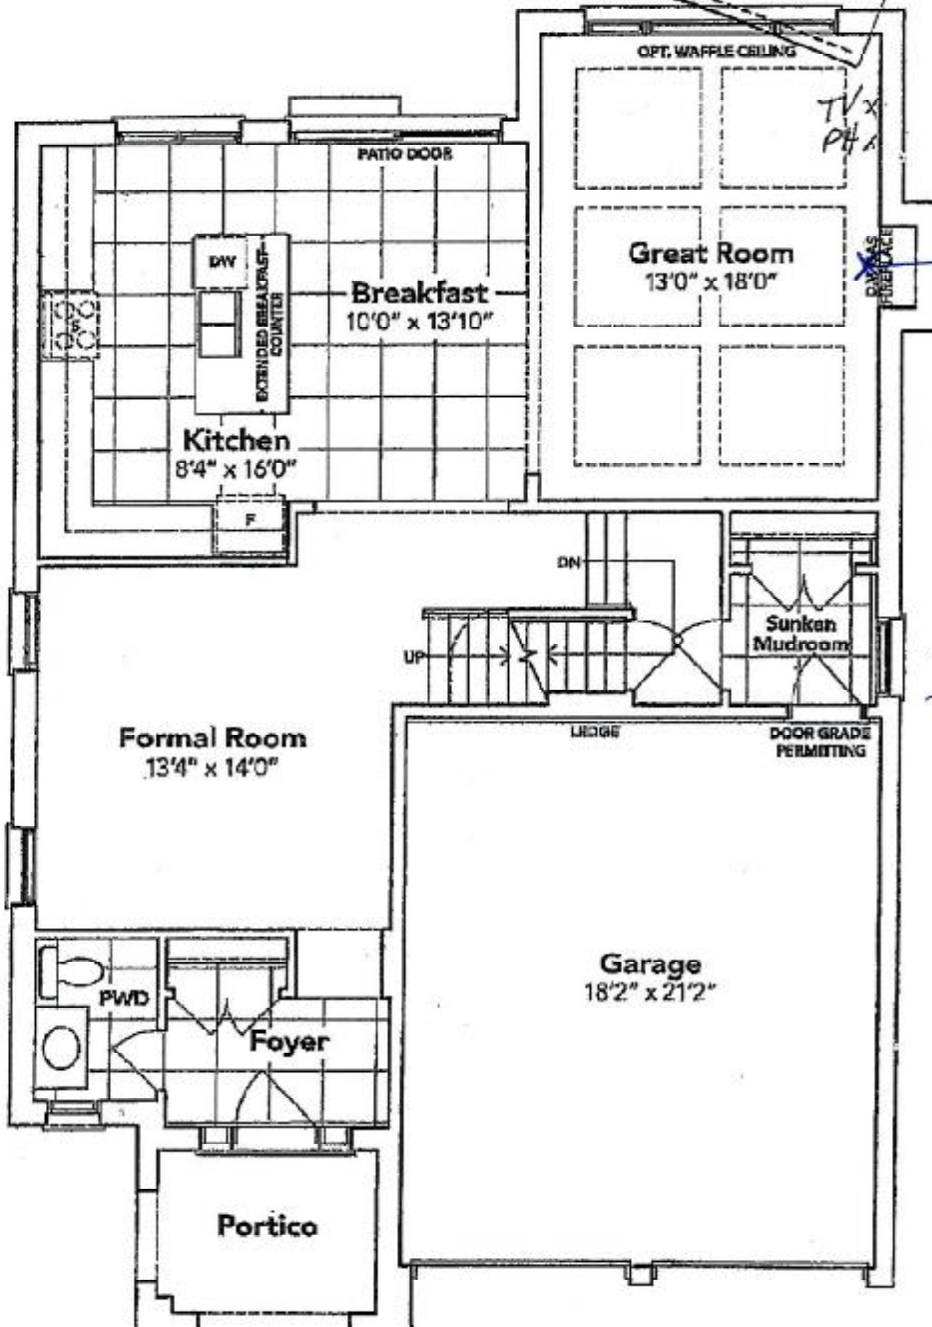 OPT. WAFFLE CEILING
TV x
PH x
PATIO DOOR
Great Room
13'0" x 18'0"
FIREPLACE
DW
EXTENDED BREAKFAST
COUNTER
Breakfast
10'0" x 13'10"
S
Kitchen
8'4" x 16'0"
F
DN
UP
Sunken
Mudroom
Formal Room
13'4" x 14'0"
LEDGE
DOOR GRADE
PERMITTING
Garage
18'2" x 21'2"
PWD
Foyer
Portico